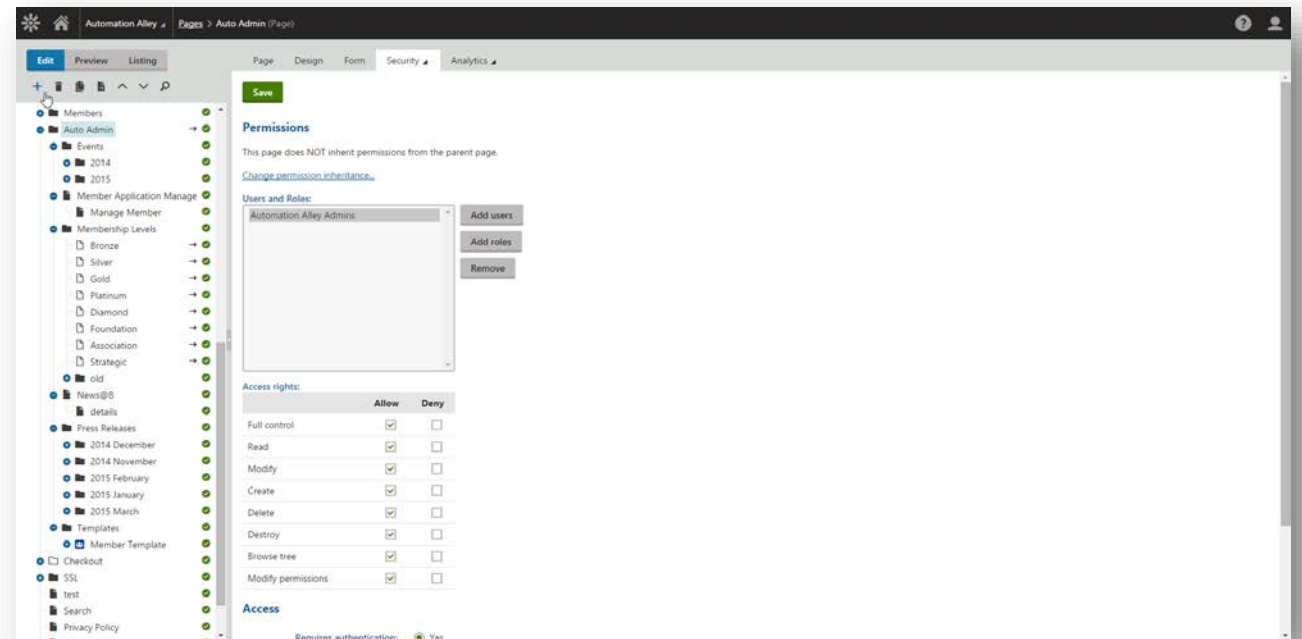 Automation Alley Pages > Auto Admin (Page)
Edit Preview Listing
Page Design Form Security Analytics
Members
Auto Admin
Events
2014
2015
Member Application Manage
Manage Member
Membership Levels
Bronze
Silver
Gold
Platinum
Diamond
Foundation
Association
Strategic
old
News@8
details
Press Releases
2014 December
2014 November
2015 February
2015 January
2015 March
Templates
Member Template
Checkout
SSL
test
Search
Privacy Policy
Save
Permissions
This page does NOT inherit permissions from the parent page.
Change permission inheritance...
Users and Roles:
Automation Alley Admins
Add users
Add roles
Remove
Access rights:
Allow Deny
Full control
Read
Modify
Create
Delete
Destroy
Browse tree
Modify permissions
Access
Requires authentication: Yes